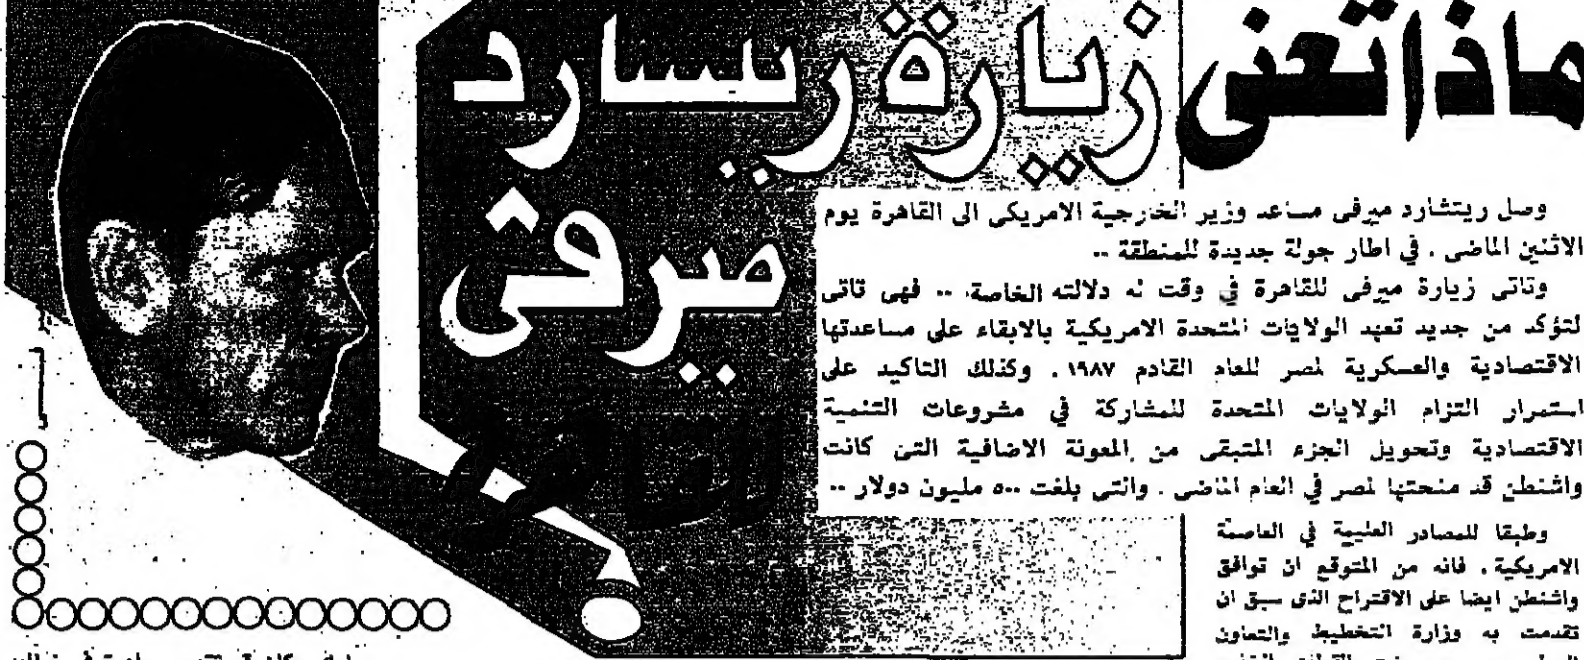 ماذا تعنى زيارة ريتشارد
ميرفى
للقاهرة
وصل ريتشارد ميرفى مساعد وزير الخارجية الامريكى الى القاهرة يوم
الاثنين الماضى . في اطار جولة جديدة للمنطقة ..
وتاتى زيارة ميرفى للقاهرة في وقت له دلالته الخاصة. .. فهى تاتى
لتؤكد من جديد تعهد الولايات المتحدة الامريكية بالابقاء على مساعدتها
الاقتصادية والعسكرية لمصر للعام القادم ١٩٨٧ . وكذلك التاكيد على
استمرار التزام الولايات المتحدة للمشاركة في مشروعات التنمية
الاقتصادية وتحويل الجزء المتبقى من المعونة الاضافية التى كانت
واشنطن قد منحتها لمصر في العام الماضى . والتى بلغت ٥٠٠ مليون دولار ..
وطبقا للمصادر العليمة في العاصمة
الامريكية . فانه من المتوقع ان توافق
واشنطن ايضا على الاقتراح الذى سبق ان
تقدمت به وزارة التخطيط والتعاون